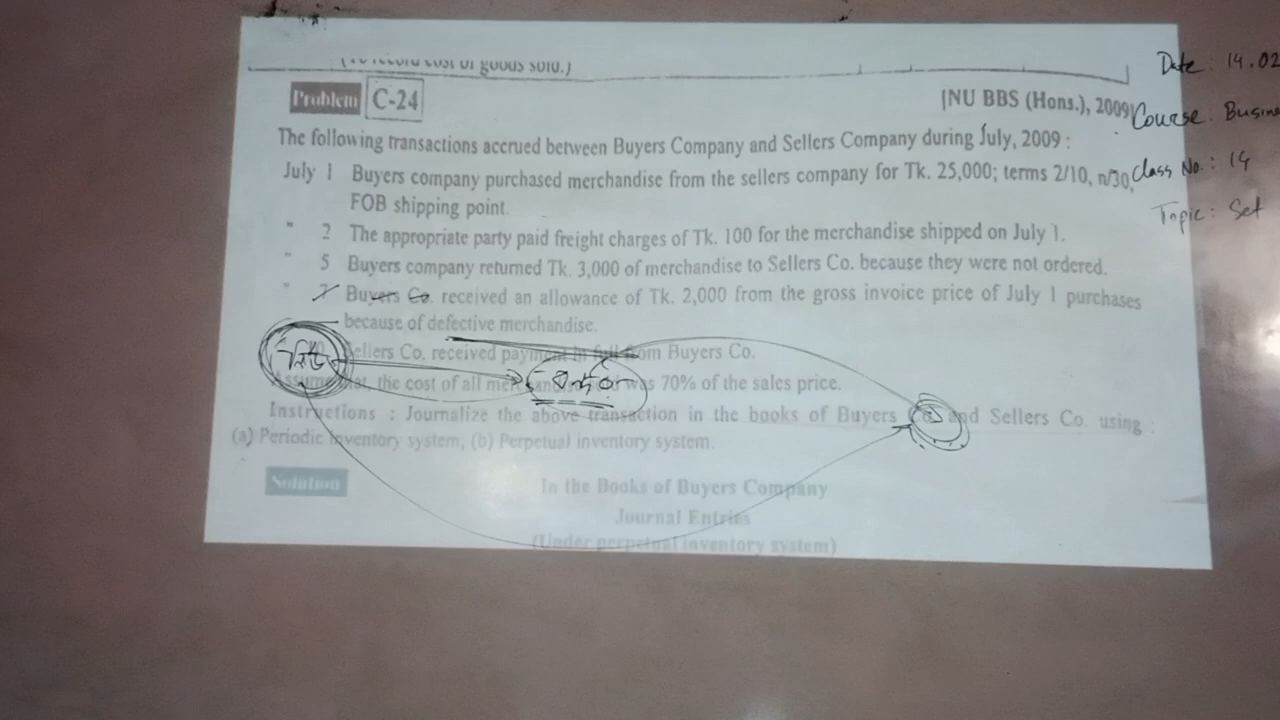 (To record cost of goods sold.)
Problem C-24
[NU BBS (Hons.), 2009]
The following transactions accrued between Buyers Company and Sellers Company during July, 2009 :
July 1 Buyers company purchased merchandise from the sellers company for Tk. 25,000; terms 2/10, n/30,
FOB shipping point.
" 2 The appropriate party paid freight charges of Tk. 100 for the merchandise shipped on July 1.
" 5 Buyers company returned Tk. 3,000 of merchandise to Sellers Co. because they were not ordered.
" 7 Buyers Co. received an allowance of Tk. 2,000 from the gross invoice price of July 1 purchases
because of defective merchandise.
Sellers Co. received payment in full from Buyers Co.
Assume that, the cost of all merchandise was 70% of the sales price.
Instructions : Journalize the above transaction in the books of Buyers Co. and Sellers Co. using :
(a) Periodic inventory system; (b) Perpetual inventory system.
Solution
In the Books of Buyers Company
Journal Entries
(Under perpetual inventory system)
Date : 14.02
Course : Busine
Class No. : 14
Topic : Set